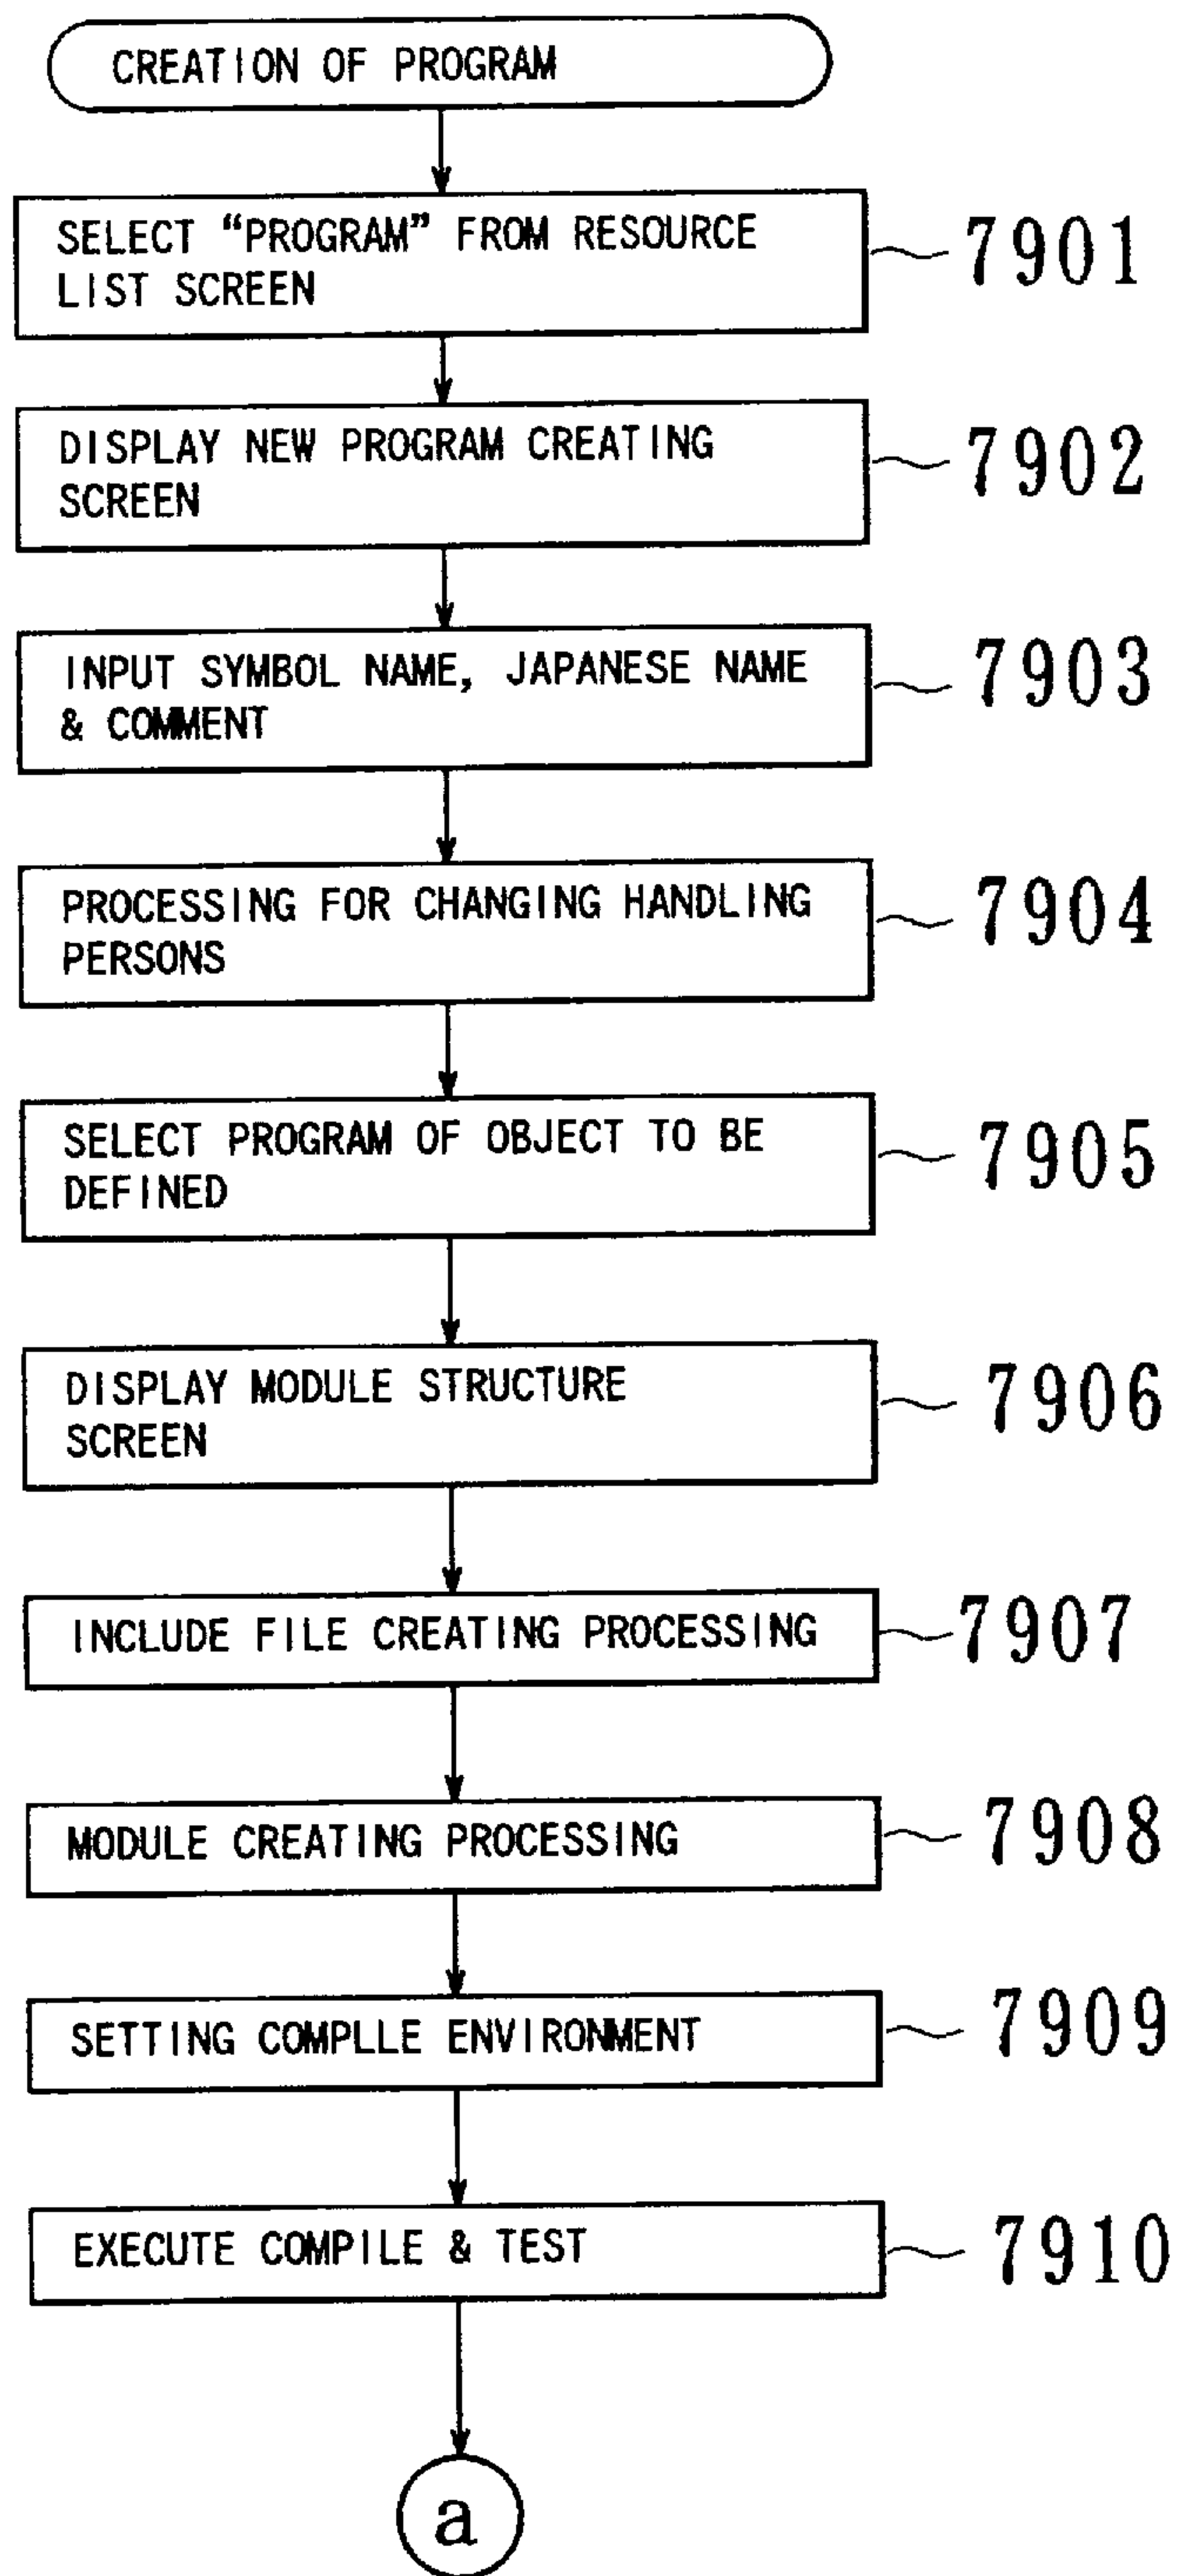 CREATION OF PROGRAM
SELECT “PROGRAM” FROM RESOURCE
LIST SCREEN
7901
DISPLAY NEW PROGRAM CREATING
SCREEN
7902
INPUT SYMBOL NAME, JAPANESE NAME
& COMMENT
7903
PROCESSING FOR CHANGING HANDLING
PERSONS
7904
SELECT PROGRAM OF OBJECT TO BE
DEFINED
7905
DISPLAY MODULE STRUCTURE
SCREEN
7906
INCLUDE FILE CREATING PROCESSING
7907
MODULE CREATING PROCESSING
7908
SETTING COMPLLE ENVIRONMENT
7909
EXECUTE COMPILE & TEST
7910
a